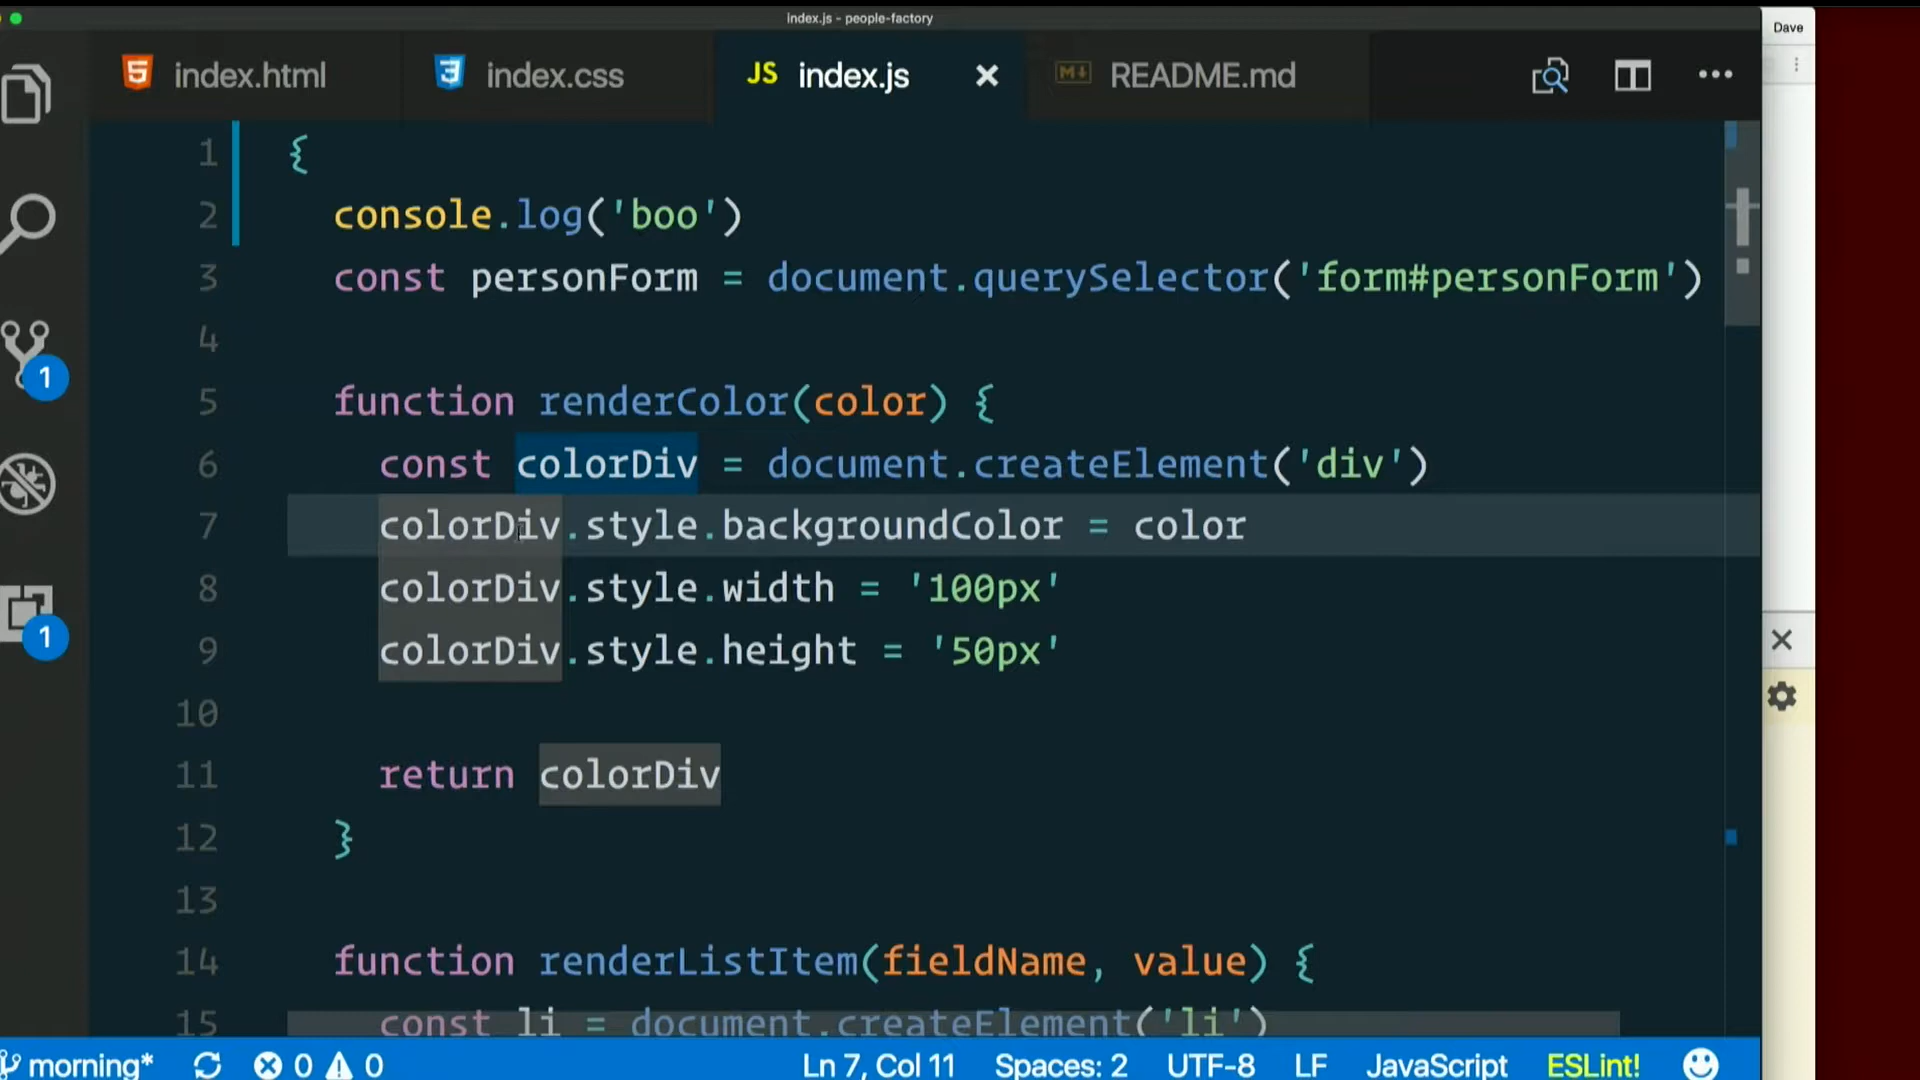 index.js - people-factory
Dave
index.html
index.css
JS index.js
README.md
1 {
2 console.log('boo')
3 const personForm = document.querySelector('form#personForm')
4
5 function renderColor(color) {
6 const colorDiv = document.createElement('div')
7 colorDiv.style.backgroundColor = color
8 colorDiv.style.width = '100px'
9 colorDiv.style.height = '50px'
10
11 return colorDiv
12 }
13
14 function renderListItem(fieldName, value) {
15 const li = document.createElement('li')
1
1
morning* 0 0 Ln 7, Col 11 Spaces: 2 UTF-8 LF JavaScript ESLint!